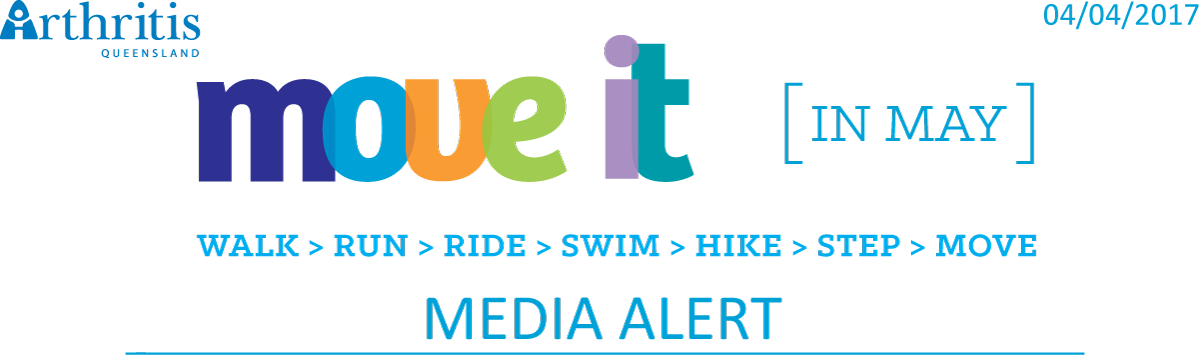 Arthritis
QUEENSLAND
04/04/2017
move it
[IN MAY]
WALK > RUN > RIDE > SWIM > HIKE > STEP > MOVE
MEDIA ALERT